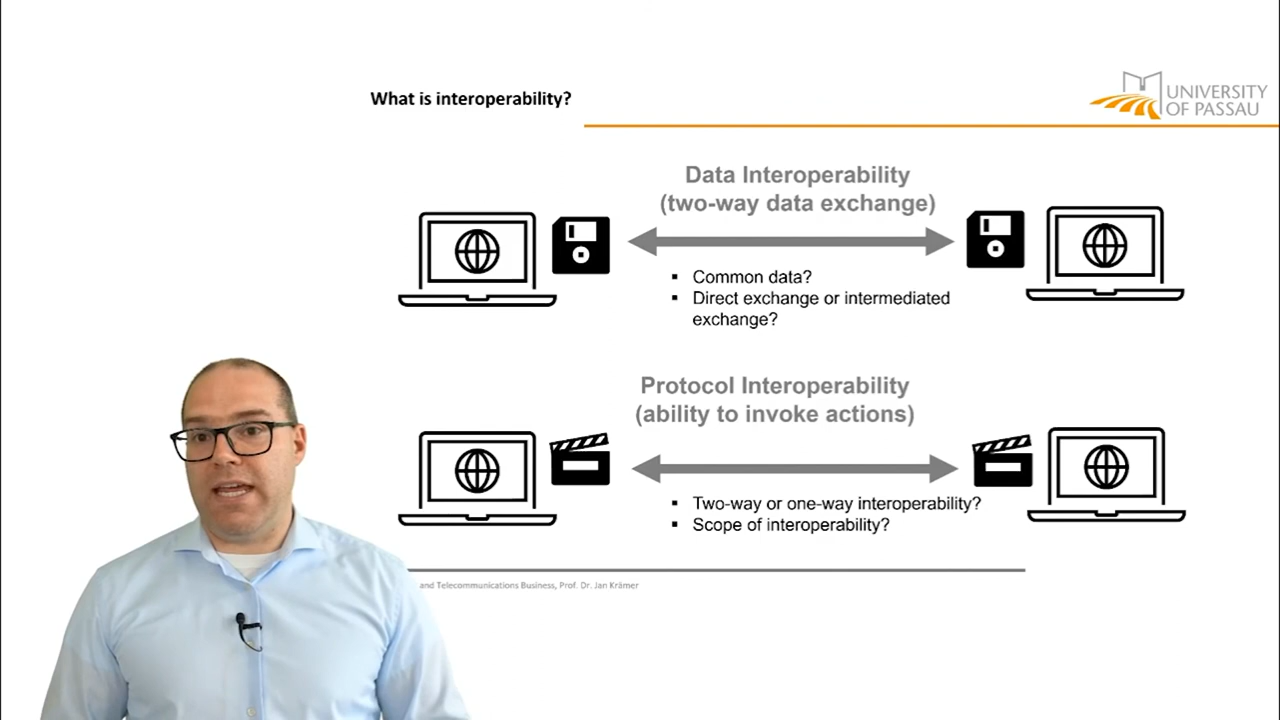 What is interoperability?
UNIVERSITY
OF PASSAU
Data Interoperability
(two-way data exchange)
▪ Common data?
▪ Direct exchange or intermediated
exchange?
Protocol Interoperability
(ability to invoke actions)
▪ Two-way or one-way interoperability?
▪ Scope of interoperability?
and Telecommunications Business, Prof. Dr. Jan Krämer